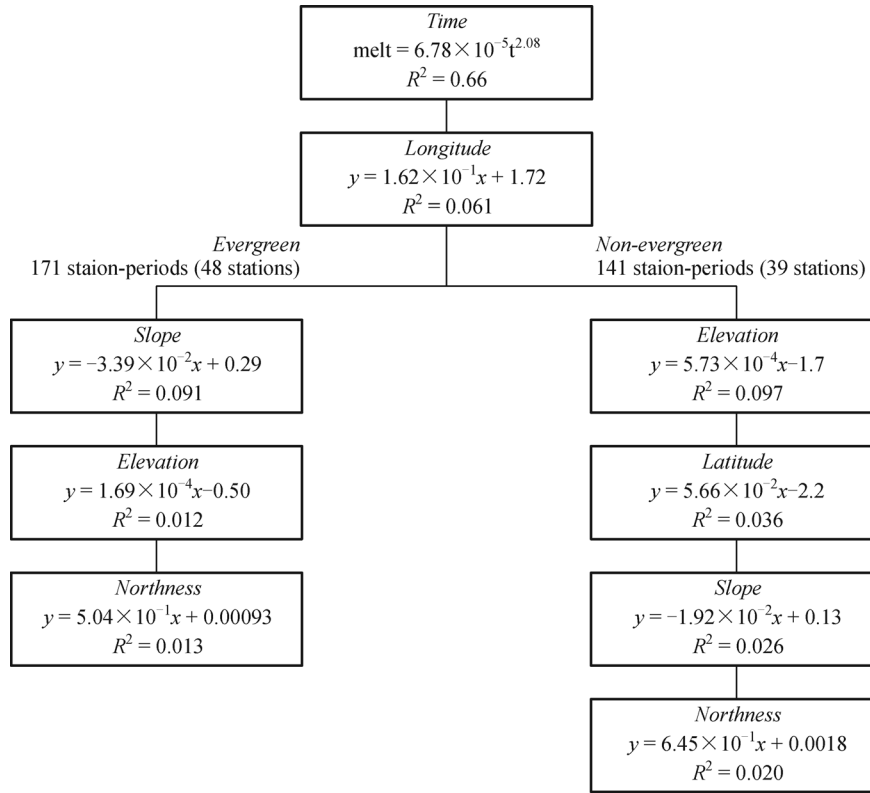 Time
melt = 6.78×10⁻⁵t²·⁰⁸
R² = 0.66
Longitude
y = 1.62×10⁻¹x + 1.72
R² = 0.061
Evergreen
171 staion-periods (48 stations)
Non-evergreen
141 staion-periods (39 stations)
Slope
y = −3.39×10⁻²x + 0.29
R² = 0.091
Elevation
y = 1.69×10⁻⁴x−0.50
R² = 0.012
Northness
y = 5.04×10⁻¹x + 0.00093
R² = 0.013
Elevation
y = 5.73×10⁻⁴x−1.7
R² = 0.097
Latitude
y = 5.66×10⁻²x−2.2
R² = 0.036
Slope
y = −1.92×10⁻²x + 0.13
R² = 0.026
Northness
y = 6.45×10⁻¹x + 0.0018
R² = 0.020